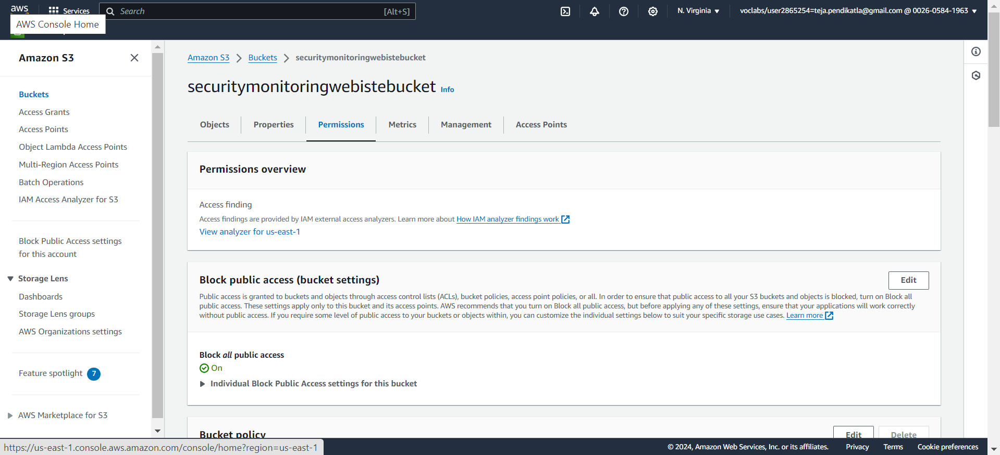 aws
Services
Search
[Alt+S]
N. Virginia
voclabs/user2865254=teja.pendikatla@gmail.com @ 0026-0584-1963
AWS Console Home
Amazon S3
Buckets
Access Grants
Access Points
Object Lambda Access Points
Multi-Region Access Points
Batch Operations
IAM Access Analyzer for S3
Block Public Access settings
for this account
Storage Lens
Dashboards
Storage Lens groups
AWS Organizations settings
Feature spotlight 7
AWS Marketplace for S3
Amazon S3
Buckets
securitymonitoringwebistebucket
securitymonitoringwebistebucket Info
Objects
Properties
Permissions
Metrics
Management
Access Points
Permissions overview
Access finding
Access findings are provided by IAM external access analyzers. Learn more about How IAM analyzer findings work
View analyzer for us-east-1
Block public access (bucket settings)
Edit
Public access is granted to buckets and objects through access control lists (ACLs), bucket policies, access point policies, or all. In order to ensure that public access to all your S3 buckets and objects is blocked, turn on Block all
public access. These settings apply only to this bucket and its access points. AWS recommends that you turn on Block all public access, but before applying any of these settings, ensure that your applications will work correctly
without public access. If you require some level of public access to your buckets or objects within, you can customize the individual settings below to suit your specific storage use cases. Learn more
Block all public access
On
Individual Block Public Access settings for this bucket
Bucket policy
Edit
Delete
https://us-east-1.console.aws.amazon.com/console/home?region=us-east-1
© 2024, Amazon Web Services, Inc. or its affiliates.
Privacy
Terms
Cookie preferences